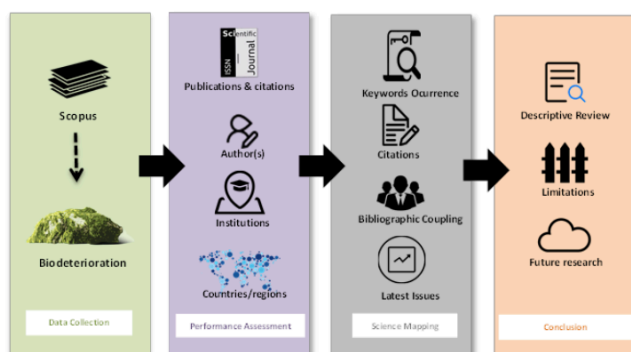 Scopus
Biodeterioration
Data Collection
Scientific
Journal
ISSN
Publications & citations
Author(s)
Institutions
Countries/regions
Performance Assessment
Keywords Ocurrence
Citations
Bibliographic Coupling
Latest Issues
Science Mapping
Descriptive Review
Limitations
Future research
Conclusion